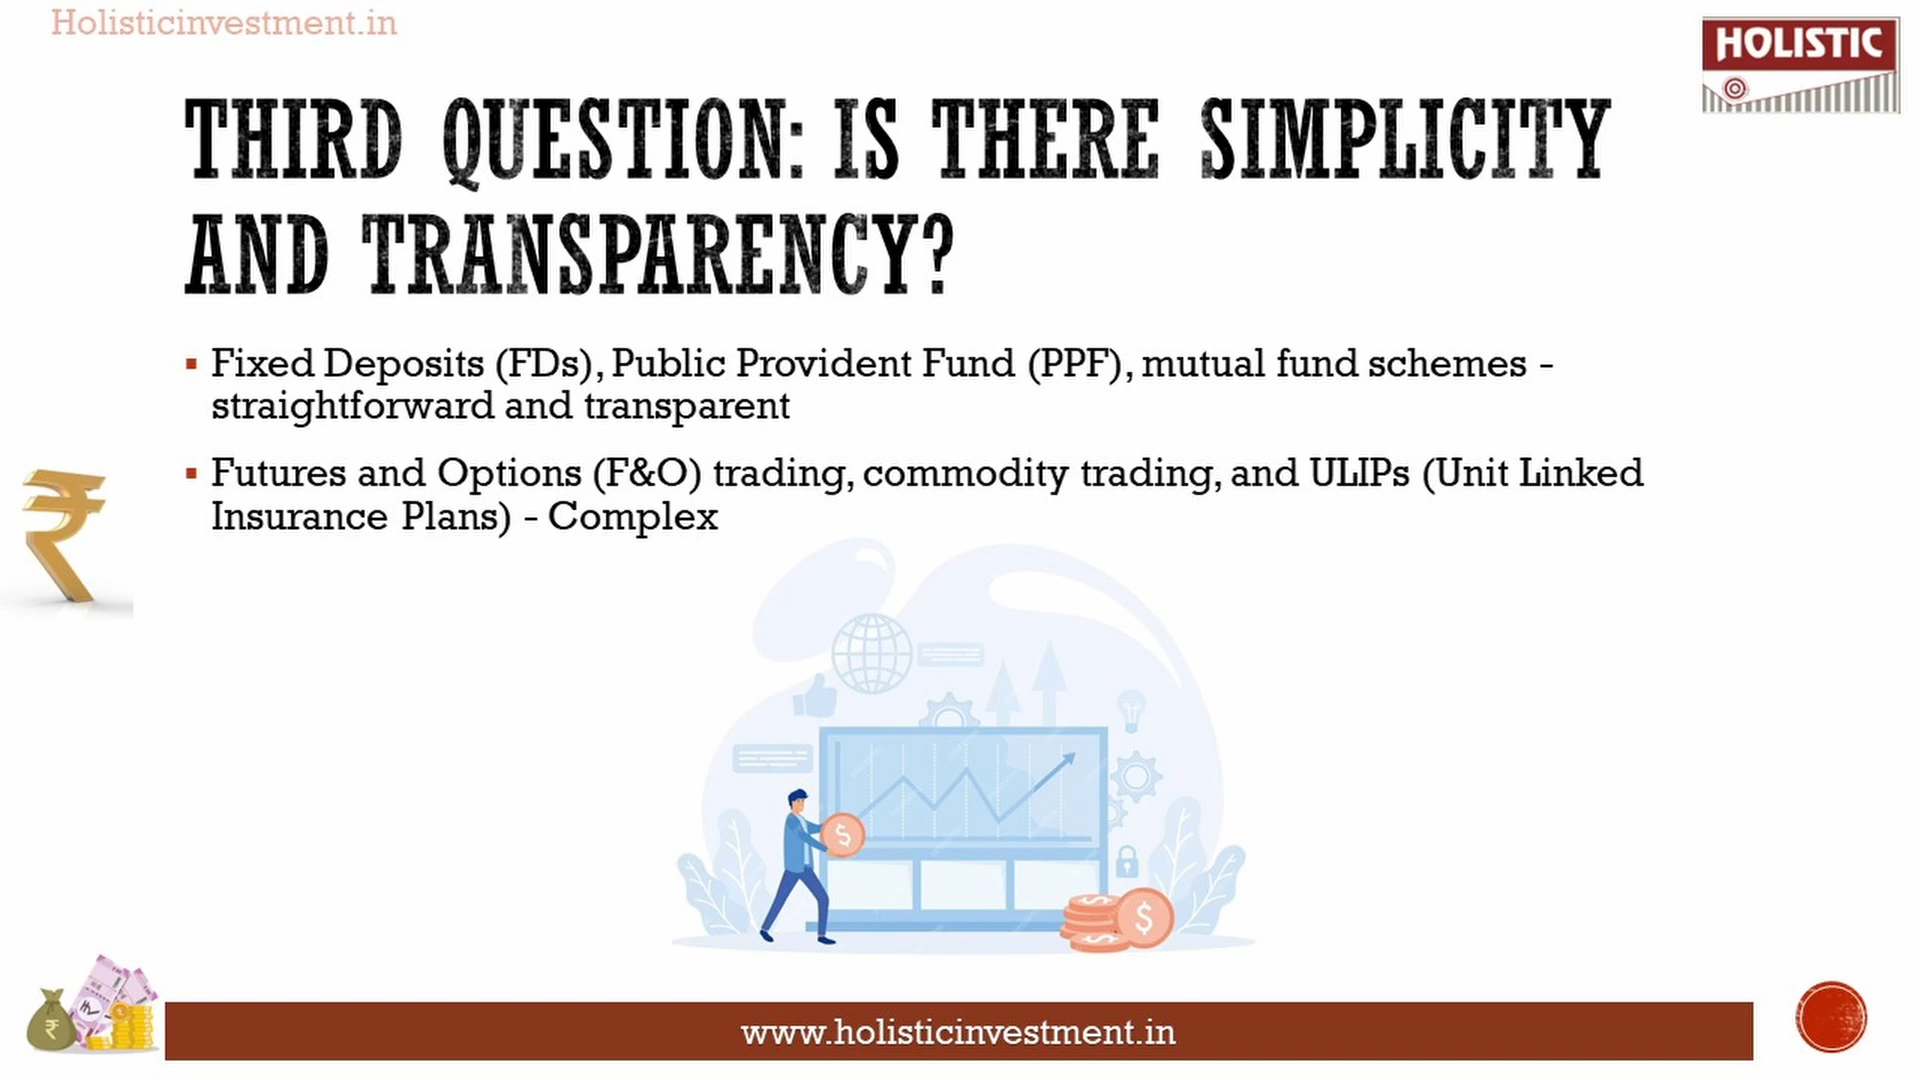 Holisticinvestment.in
HOLISTIC
THIRD QUESTION: IS THERE SIMPLICITY
AND TRANSPARENCY?
▪ Fixed Deposits (FDs), Public Provident Fund (PPF), mutual fund schemes -
straightforward and transparent
▪ Futures and Options (F&O) trading, commodity trading, and ULIPs (Unit Linked
Insurance Plans) - Complex
www.holisticinvestment.in